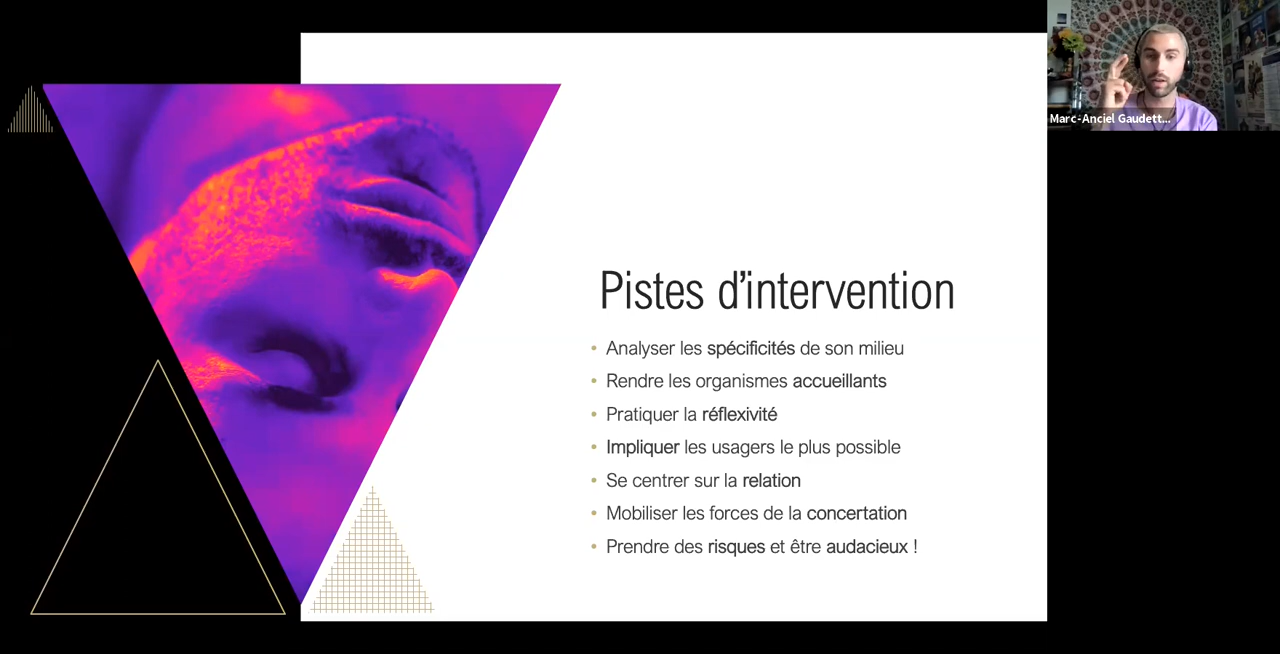 Marc-Anciel Gaudett...
Pistes d'intervention
• Analyser les spécificités de son milieu
• Rendre les organismes accueillants
• Pratiquer la réflexivité
• Impliquer les usagers le plus possible
• Se centrer sur la relation
• Mobiliser les forces de la concertation
• Prendre des risques et être audacieux !